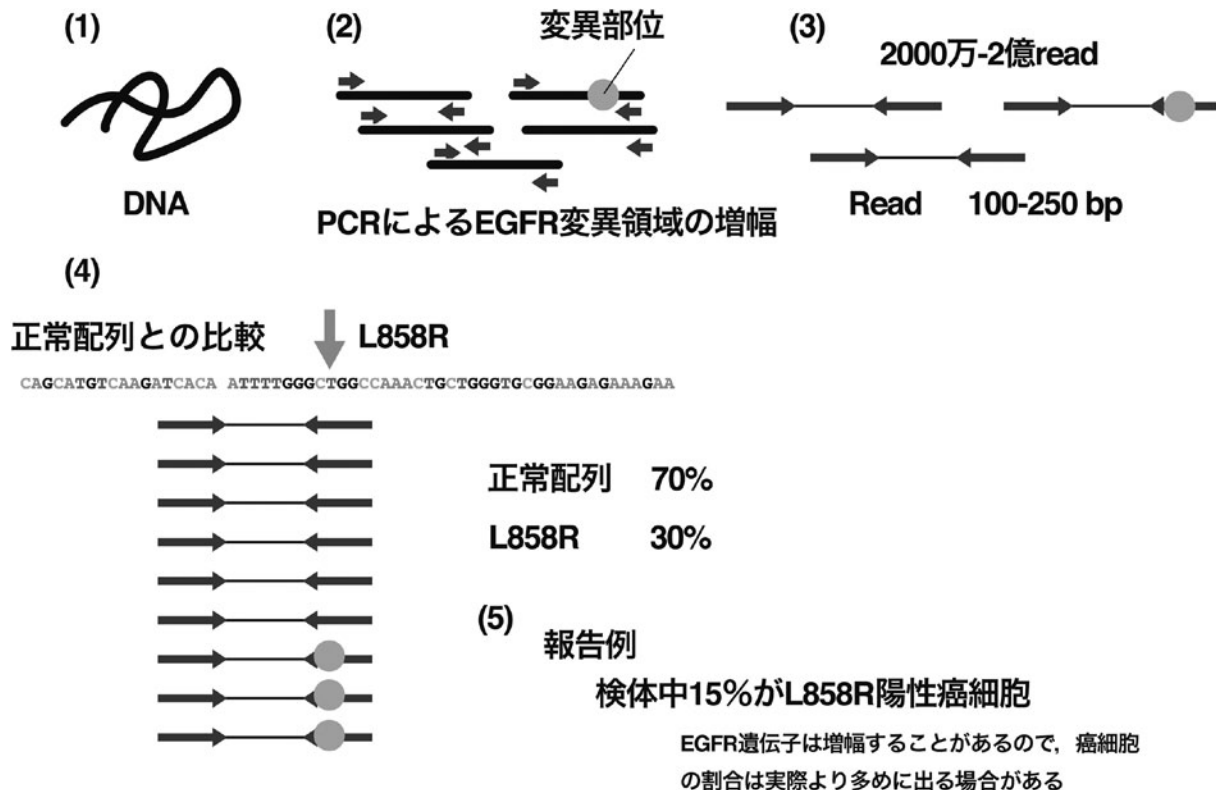 (1)
DNA
(2)
変異部位
PCRによるEGFR変異領域の増幅
(3)
2000万-2億read
Read 100-250 bp
(4)
正常配列との比較
L858R
CAGCATGTCAAGATCACA ATTTTGGGCTGGCCAAACTGCTGGGTGCGGAAGAGAAAGAA
正常配列 70%
L858R 30%
(5)
報告例
検体中15%がL858R陽性癌細胞
EGFR遺伝子は増幅することがあるので，癌細胞
の割合は実際より多めに出る場合がある